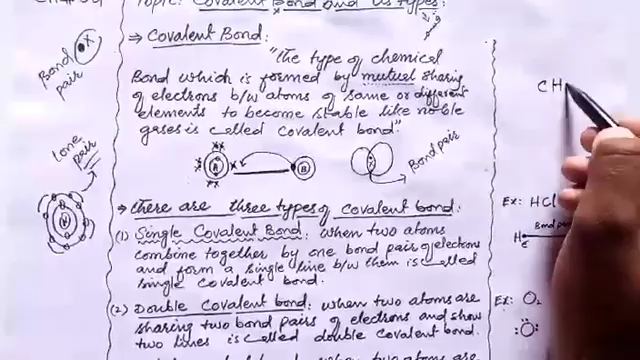 Topic: Covalent Bond and its types:
⇒ Covalent Bond:
"The type of chemical
Bond which is formed by mutual sharing
of electrons b/w atoms of same or different
elements to become stable like noble
gases is called covalent bond".
Bond
pair
x
lone
pair
A
B
Bond pair
CH
⇒ there are three types of covalent bond:
(1) Single Covalent Bond: when two atoms
combine together by one bond pair of electrons
and form a single line b/w them is called
single covalent bond.
Ex: HCl
Bond
H
(2) Double Covalent bond: when two atoms are
sharing two bond pairs of electrons and show
two lines is called double covalent bond.
Ex: O₂
:Ö: